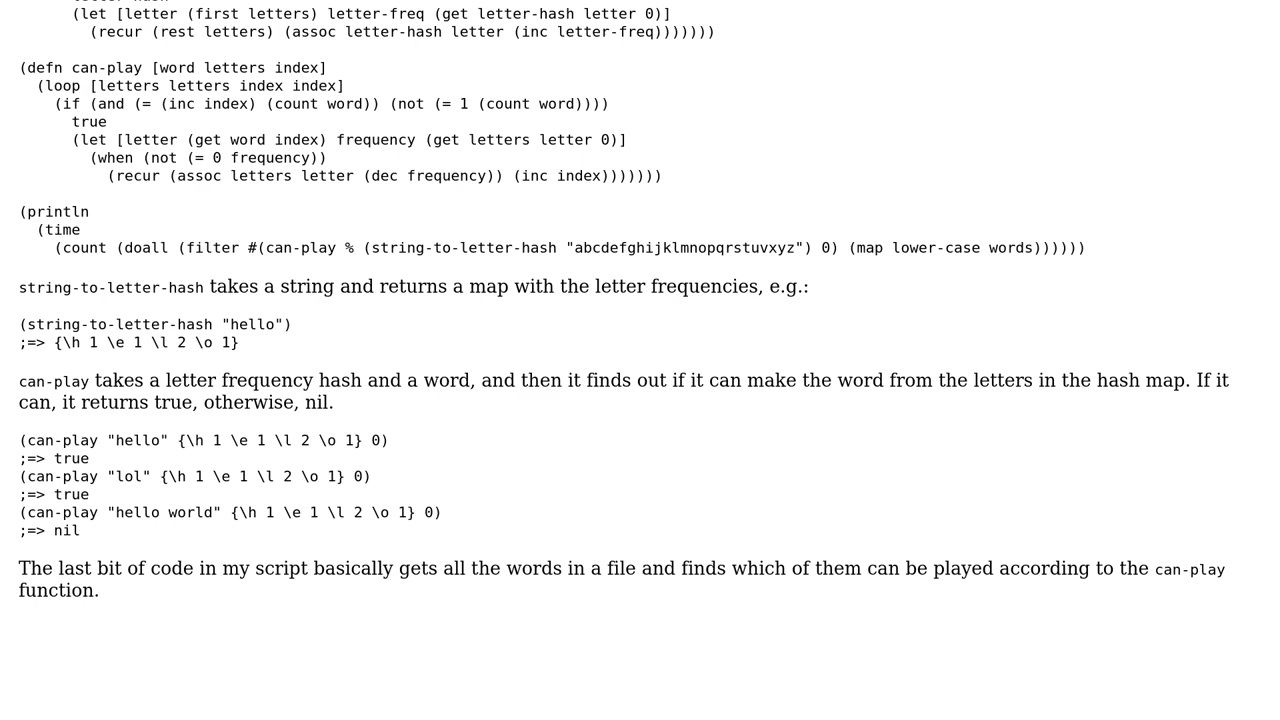 (let [letter (first letters) letter-freq (get letter-hash letter 0)]
(recur (rest letters) (assoc letter-hash letter (inc letter-freq)))))))
(defn can-play [word letters index]
(loop [letters letters index index]
(if (and (= (inc index) (count word)) (not (= 1 (count word))))
true
(let [letter (get word index) frequency (get letters letter 0)]
(when (not (= 0 frequency))
(recur (assoc letters letter (dec frequency)) (inc index)))))))
(println
(time
(count (doall (filter #(can-play % (string-to-letter-hash "abcdefghijklmnopqrstuvxyz") 0) (map lower-case words))))))
string-to-letter-hash takes a string and returns a map with the letter frequencies, e.g.:
(string-to-letter-hash "hello")
;=> {\h 1 \e 1 \l 2 \o 1}
can-play takes a letter frequency hash and a word, and then it finds out if it can make the word from the letters in the hash map. If it
can, it returns true, otherwise, nil.
(can-play "hello" {\h 1 \e 1 \l 2 \o 1} 0)
;=> true
(can-play "lol" {\h 1 \e 1 \l 2 \o 1} 0)
;=> true
(can-play "hello world" {\h 1 \e 1 \l 2 \o 1} 0)
;=> nil
The last bit of code in my script basically gets all the words in a file and finds which of them can be played according to the can-play
function.